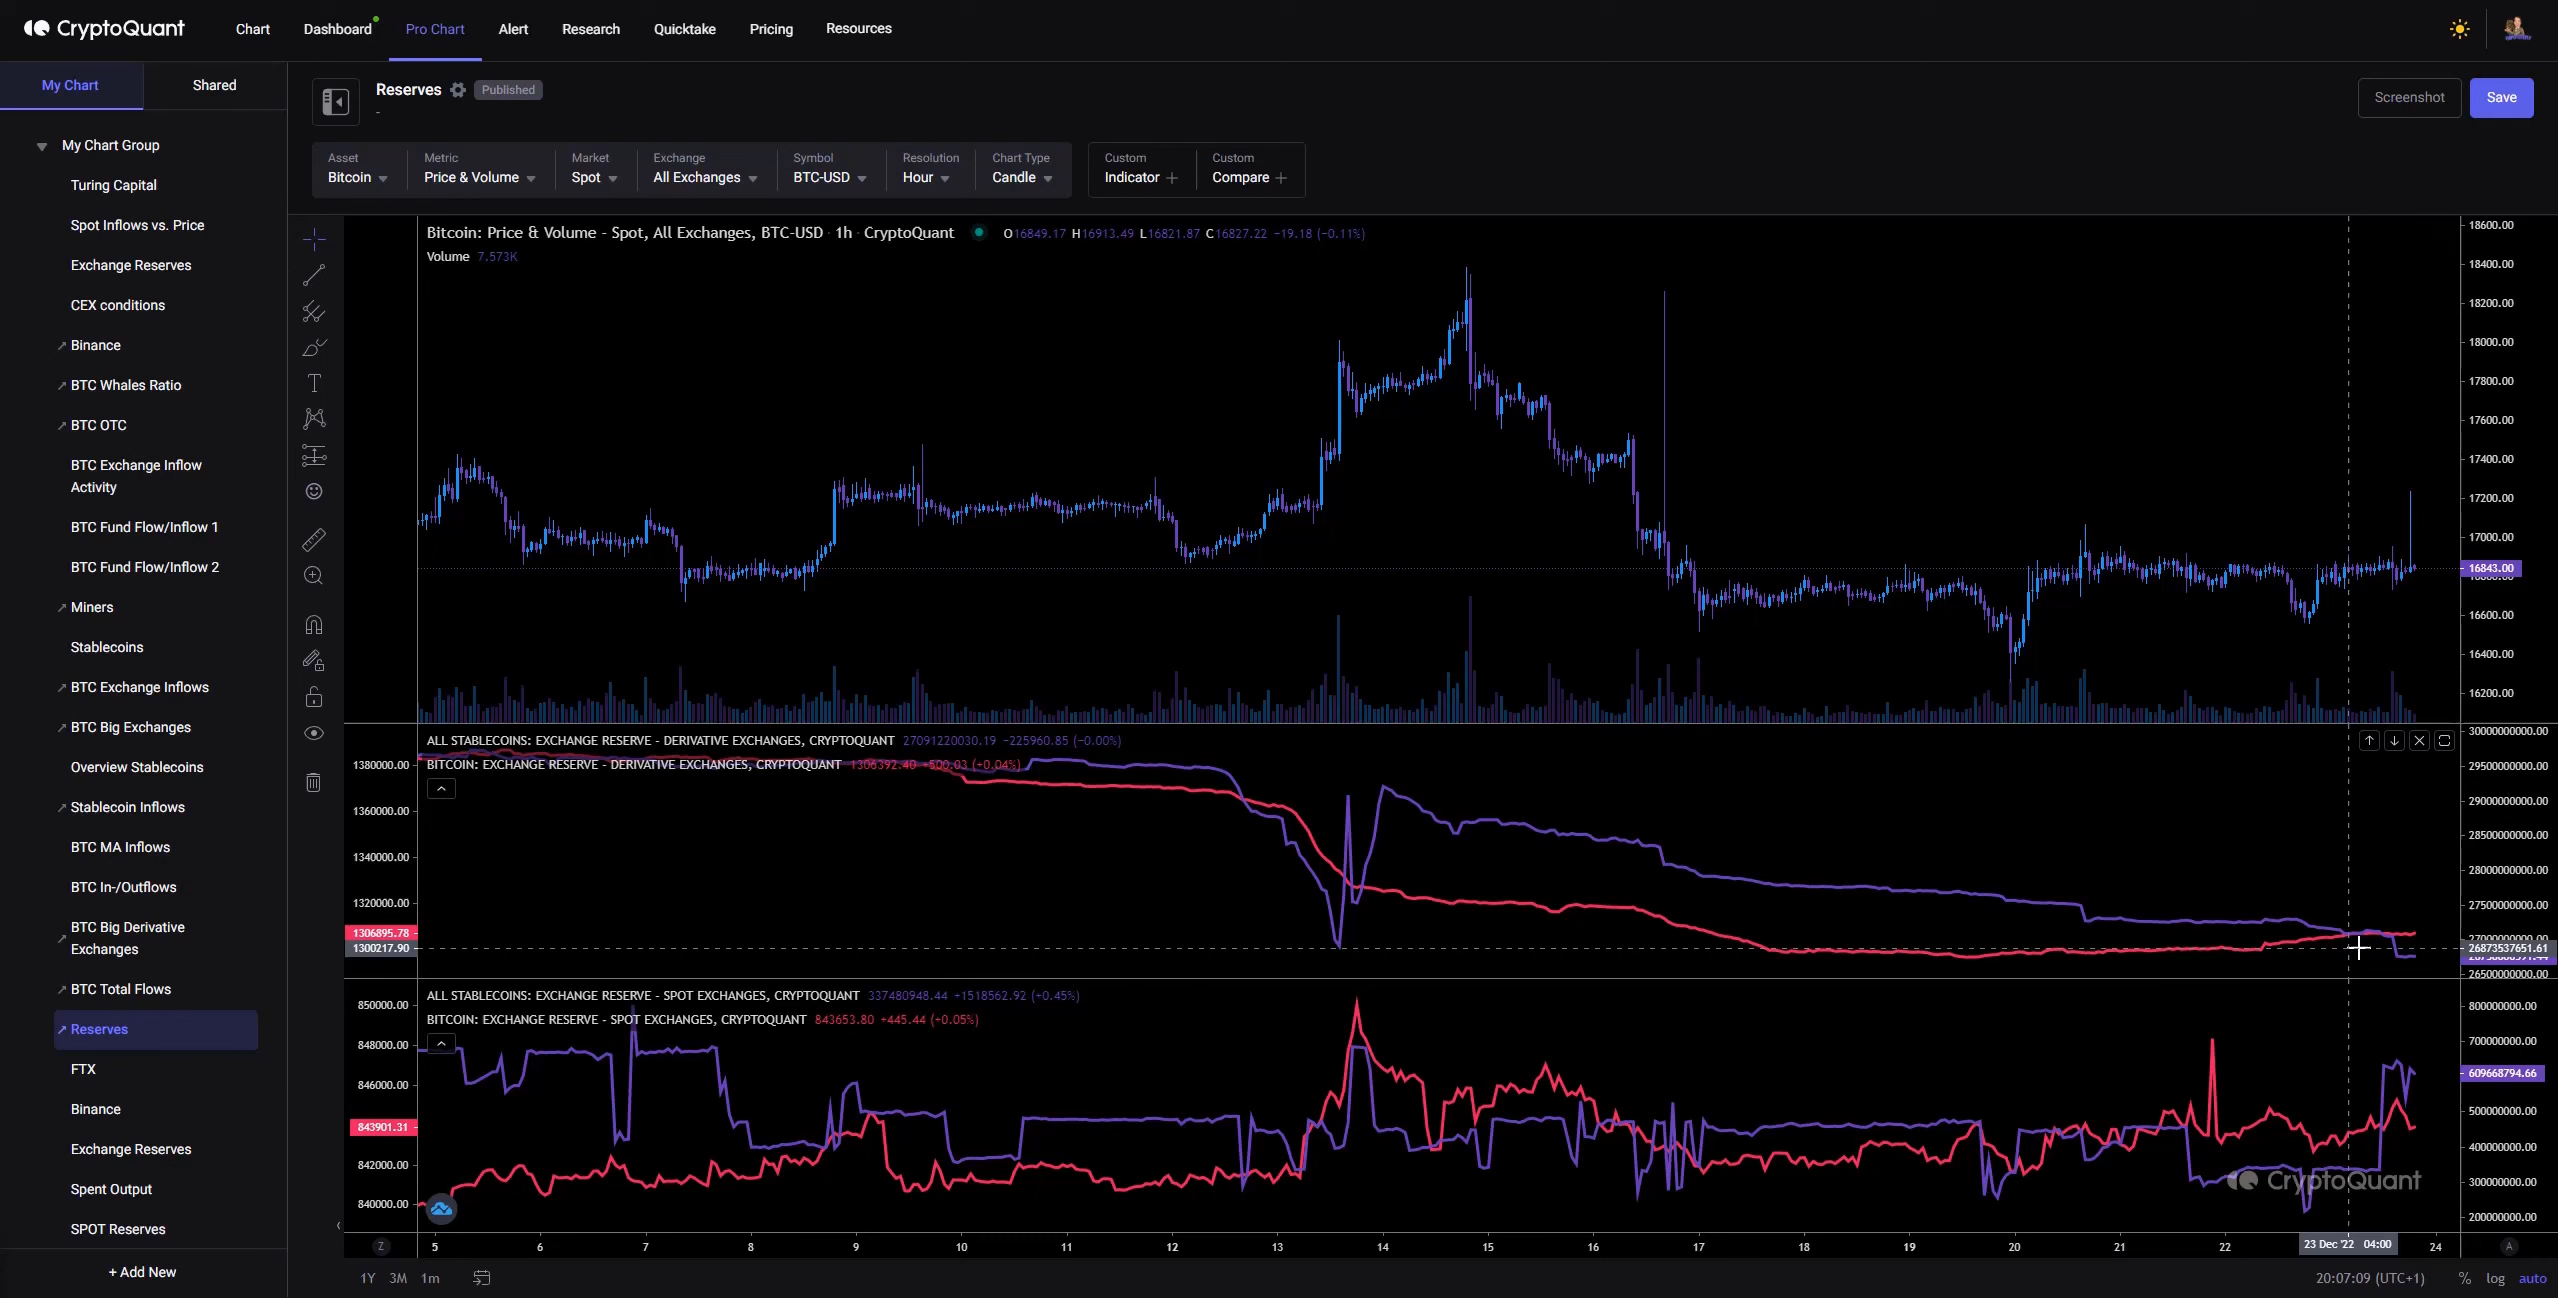 CryptoQuant
Chart
Dashboard
Pro Chart
Alert
Research
Quicktake
Pricing
Resources
My Chart
Shared
My Chart Group
Turing Capital
Spot Inflows vs. Price
Exchange Reserves
CEX conditions
Binance
BTC Whales Ratio
BTC OTC
BTC Exchange Inflow
Activity
BTC Fund Flow/Inflow 1
BTC Fund Flow/Inflow 2
Miners
Stablecoins
BTC Exchange Inflows
BTC Big Exchanges
Overview Stablecoins
Stablecoin Inflows
BTC MA Inflows
BTC In-/Outflows
BTC Big Derivative
Exchanges
BTC Total Flows
Reserves
FTX
Binance
Exchange Reserves
Spent Output
SPOT Reserves
+ Add New
Reserves
Published
-
Screenshot
Save
Asset
Bitcoin
Metric
Price & Volume
Market
Spot
Exchange
All Exchanges
Symbol
BTC-USD
Resolution
Hour
Chart Type
Candle
Custom
Indicator
Custom
Compare
Bitcoin: Price & Volume - Spot, All Exchanges, BTC-USD · 1h · CryptoQuant O16849.17 H16913.49 L16821.87 C16827.22 −19.18 (−0.11%)
Volume 7.573K
18600.00
18400.00
18200.00
18000.00
17800.00
17600.00
17400.00
17200.00
17000.00
16843.00
16600.00
16400.00
16200.00
ALL STABLECOINS: EXCHANGE RESERVE - DERIVATIVE EXCHANGES, CRYPTOQUANT 27091220030.19 −225960.85 (−0.00%)
BITCOIN: EXCHANGE RESERVE - DERIVATIVE EXCHANGES, CRYPTOQUANT 1306392.40 +500.03 (+0.04%)
1380000.00
1360000.00
1340000.00
1320000.00
1306895.78
1300217.90
30000000000.00
29500000000.00
29000000000.00
28500000000.00
28000000000.00
27500000000.00
26873537651.61
26500000000.00
ALL STABLECOINS: EXCHANGE RESERVE - SPOT EXCHANGES, CRYPTOQUANT 337480948.44 +1518562.92 (+0.45%)
BITCOIN: EXCHANGE RESERVE - SPOT EXCHANGES, CRYPTOQUANT 843653.80 +445.44 (+0.05%)
850000.00
848000.00
846000.00
843901.31
842000.00
840000.00
800000000.00
700000000.00
609668794.66
500000000.00
400000000.00
300000000.00
200000000.00
CryptoQuant
Z
5
6
7
8
9
10
11
12
13
14
15
16
17
18
19
20
21
22
23 Dec '22 04:00
24
A
1Y
3M
1m
20:07:09 (UTC+1)
%
log
auto